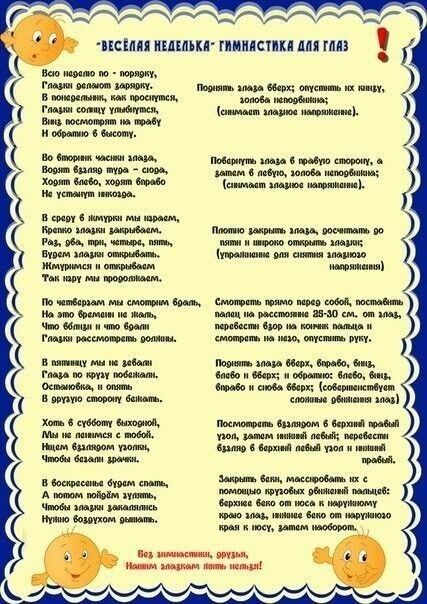 "ВЕСЁЛАЯ НЕДЕЛЬКА" ГИМНАСТИКА ДЛЯ ГЛАЗ
!
Всю неделю по - порядку,
Глазки делают зарядку.
В понедельник, как проснутся,
Глазки солнцу улыбнутся,
Вниз посмотрят на траву
И обратно в высоту.
Поднять глаза вверх; опустить их книзу,
голова неподвижна;
(снимает глазное напряжение).
Во вторник часики глаза,
Водят взгляд туда – сюда,
Ходят влево, ходят вправо
Не устанут никогда.
Повернуть глаза в правую сторону, а
затем в левую, голова неподвижна;
(снимает глазное напряжение).
В среду в жмурки мы играем,
Крепко глазки закрываем.
Раз, два, три, четыре, пять,
Будем глазки открывать.
Жмуримся и открываем
Так игру мы продолжаем.
Плотно закрыть глаза, досчитать до
пяти и широко открыть глазки;
(упражнение для снятия глазного
напряжения)
По четвергам мы смотрим вдаль,
На это времени не жаль,
Что вблизи и что вдали
Глазки рассмотреть должны.
Смотреть прямо перед собой, поставить
палец на расстояние 25-30 см. от глаз,
перевести взор на кончик пальца и
смотреть на него, опустить руку.
В пятницу мы не зевали
Глаза по кругу побежали.
Остановка, и опять
В другую сторону бежать.
Поднять глаза вверх, вправо, вниз,
влево и вверх; и обратно: влево, вниз,
вправо и снова вверх; (совершенствует
сложные движения глаз)
Хоть в субботу выходной,
Мы не ленимся с тобой.
Ищем взглядом уголки,
Чтобы бегали зрачки.
Посмотреть взглядом в верхний правый
угол, затем нижний левый; перевести
взгляд в верхний левый угол и нижний
правый.
В воскресенье будем спать,
А потом пойдём гулять,
Чтобы глазки закалялись
Нужно воздухом дышать.
Закрыть веки, массировать их с
помощью круговых движений пальцев:
верхнее веко от носа к наружному
краю глаз, нижнее веко от наружного
края к носу, затем наоборот.
Без гимнастики, друзья,
Нашим глазкам жить нельзя!